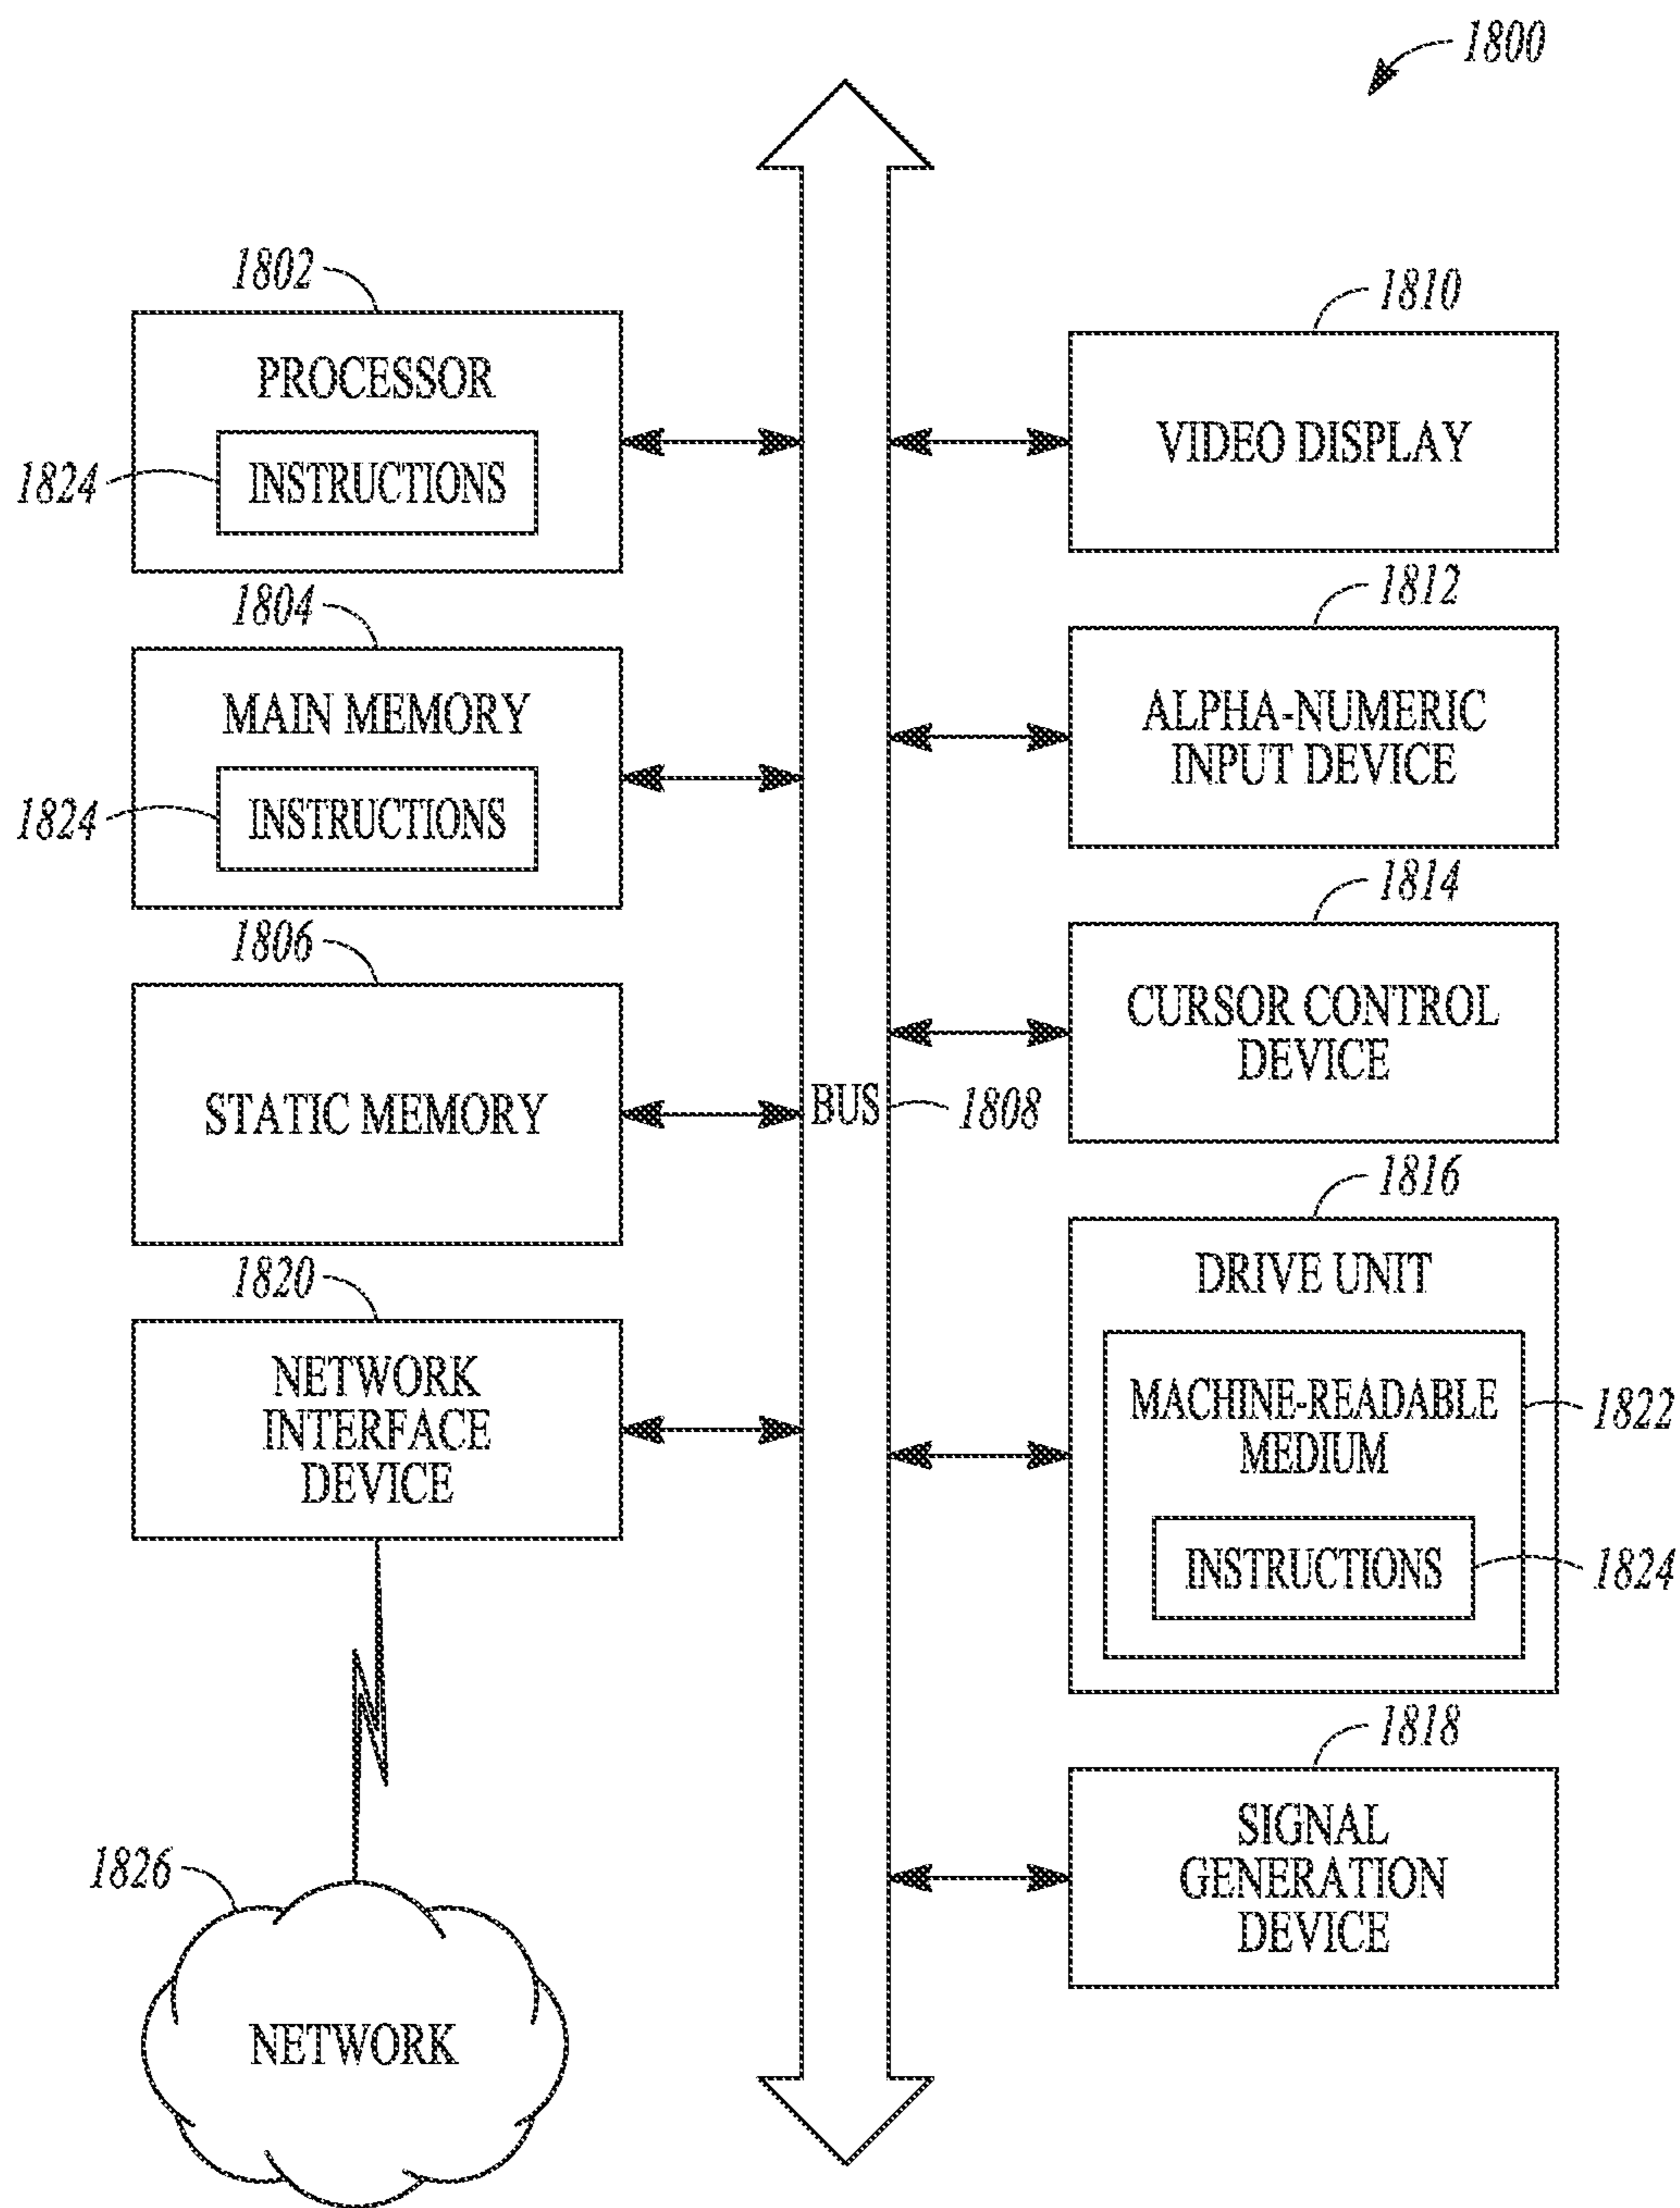 1800
1802
PROCESSOR
1824
INSTRUCTIONS
1804
MAIN MEMORY
1824
INSTRUCTIONS
1806
STATIC MEMORY
1820
NETWORK
INTERFACE
DEVICE
1826
NETWORK
BUS
1808
1810
VIDEO DISPLAY
1812
ALPHA-NUMERIC
INPUT DEVICE
1814
CURSOR CONTROL
DEVICE
1816
DRIVE UNIT
MACHINE-READABLE
MEDIUM
1822
INSTRUCTIONS
1824
1818
SIGNAL
GENERATION
DEVICE